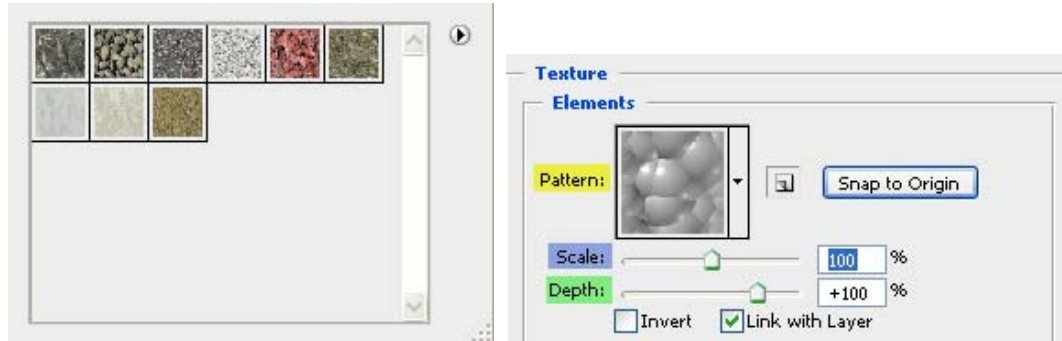 Texture
Elements
Pattern:
Snap to Origin
Scale: 100 %
Depth: +100 %
Invert Link with Layer